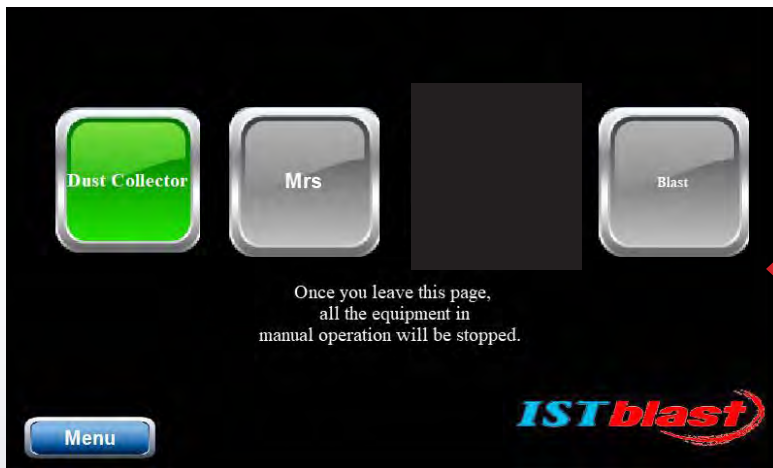 Dust Collector
Mrs
Blast
Once you leave this page,
all the equipment in
manual operation will be stopped.
Menu
ISTblast